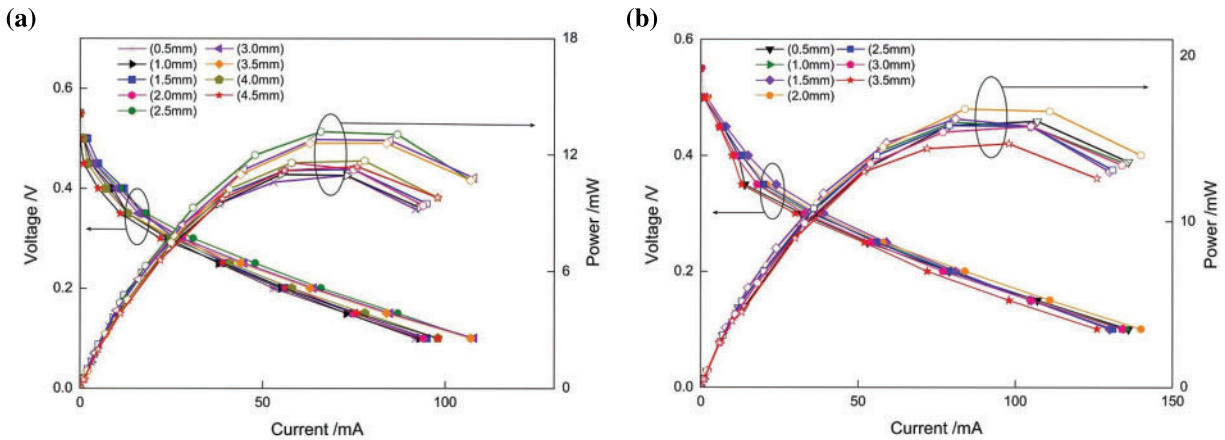 (a)
Voltage /V
0.6
0.4
0.2
0.0
(0.5mm) (3.0mm)
(1.0mm) (3.5mm)
(1.5mm) (4.0mm)
(2.0mm) (4.5mm)
(2.5mm)
18
12
6
0
Power /mW
0 50 100
Current /mA
(b)
Voltage /V
0.6
0.4
0.2
0.0
(0.5mm) (2.5mm)
(1.0mm) (3.0mm)
(1.5mm) (3.5mm)
(2.0mm)
20
10
0
Power /mW
0 50 100 150
Current /mA